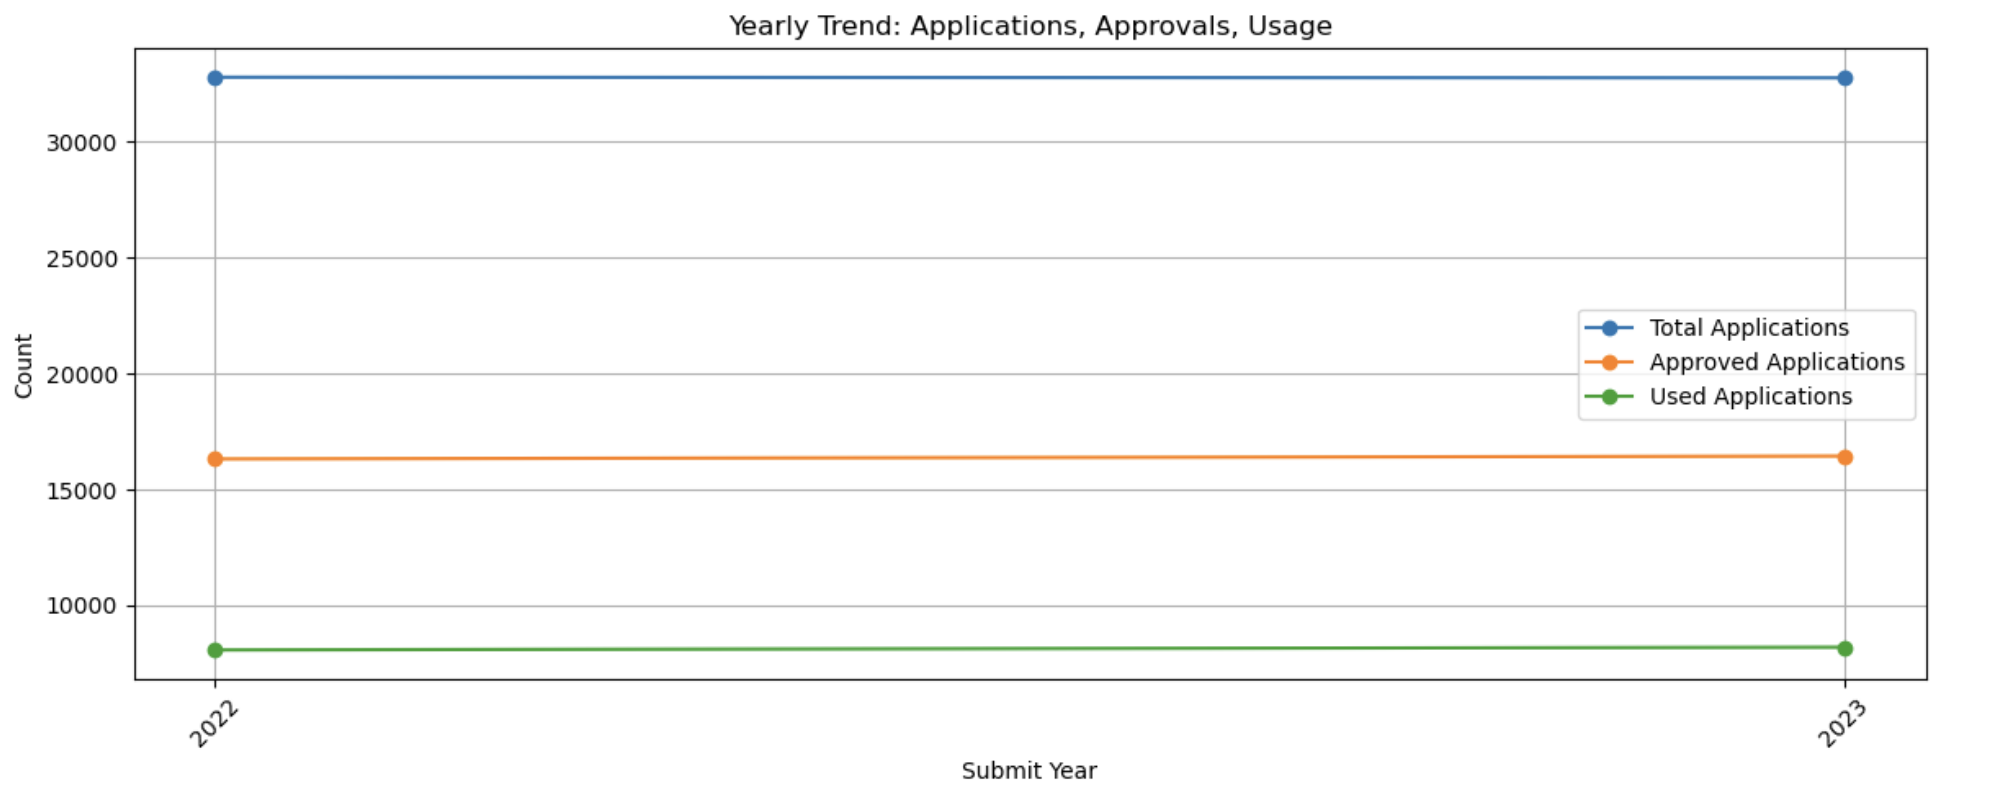 Yearly Trend: Applications, Approvals, Usage
30000
25000
20000
15000
10000
Count
Total Applications
Approved Applications
Used Applications
2022
2023
Submit Year